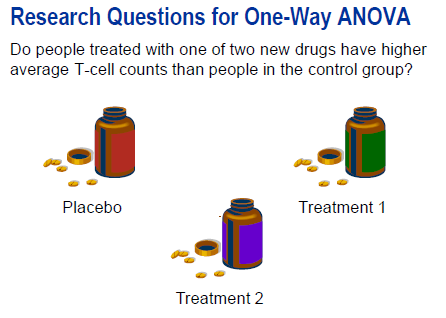 Research Questions for One-Way ANOVA
Do people treated with one of two new drugs have higher
average T-cell counts than people in the control group?
Placebo
Treatment 1
Treatment 2